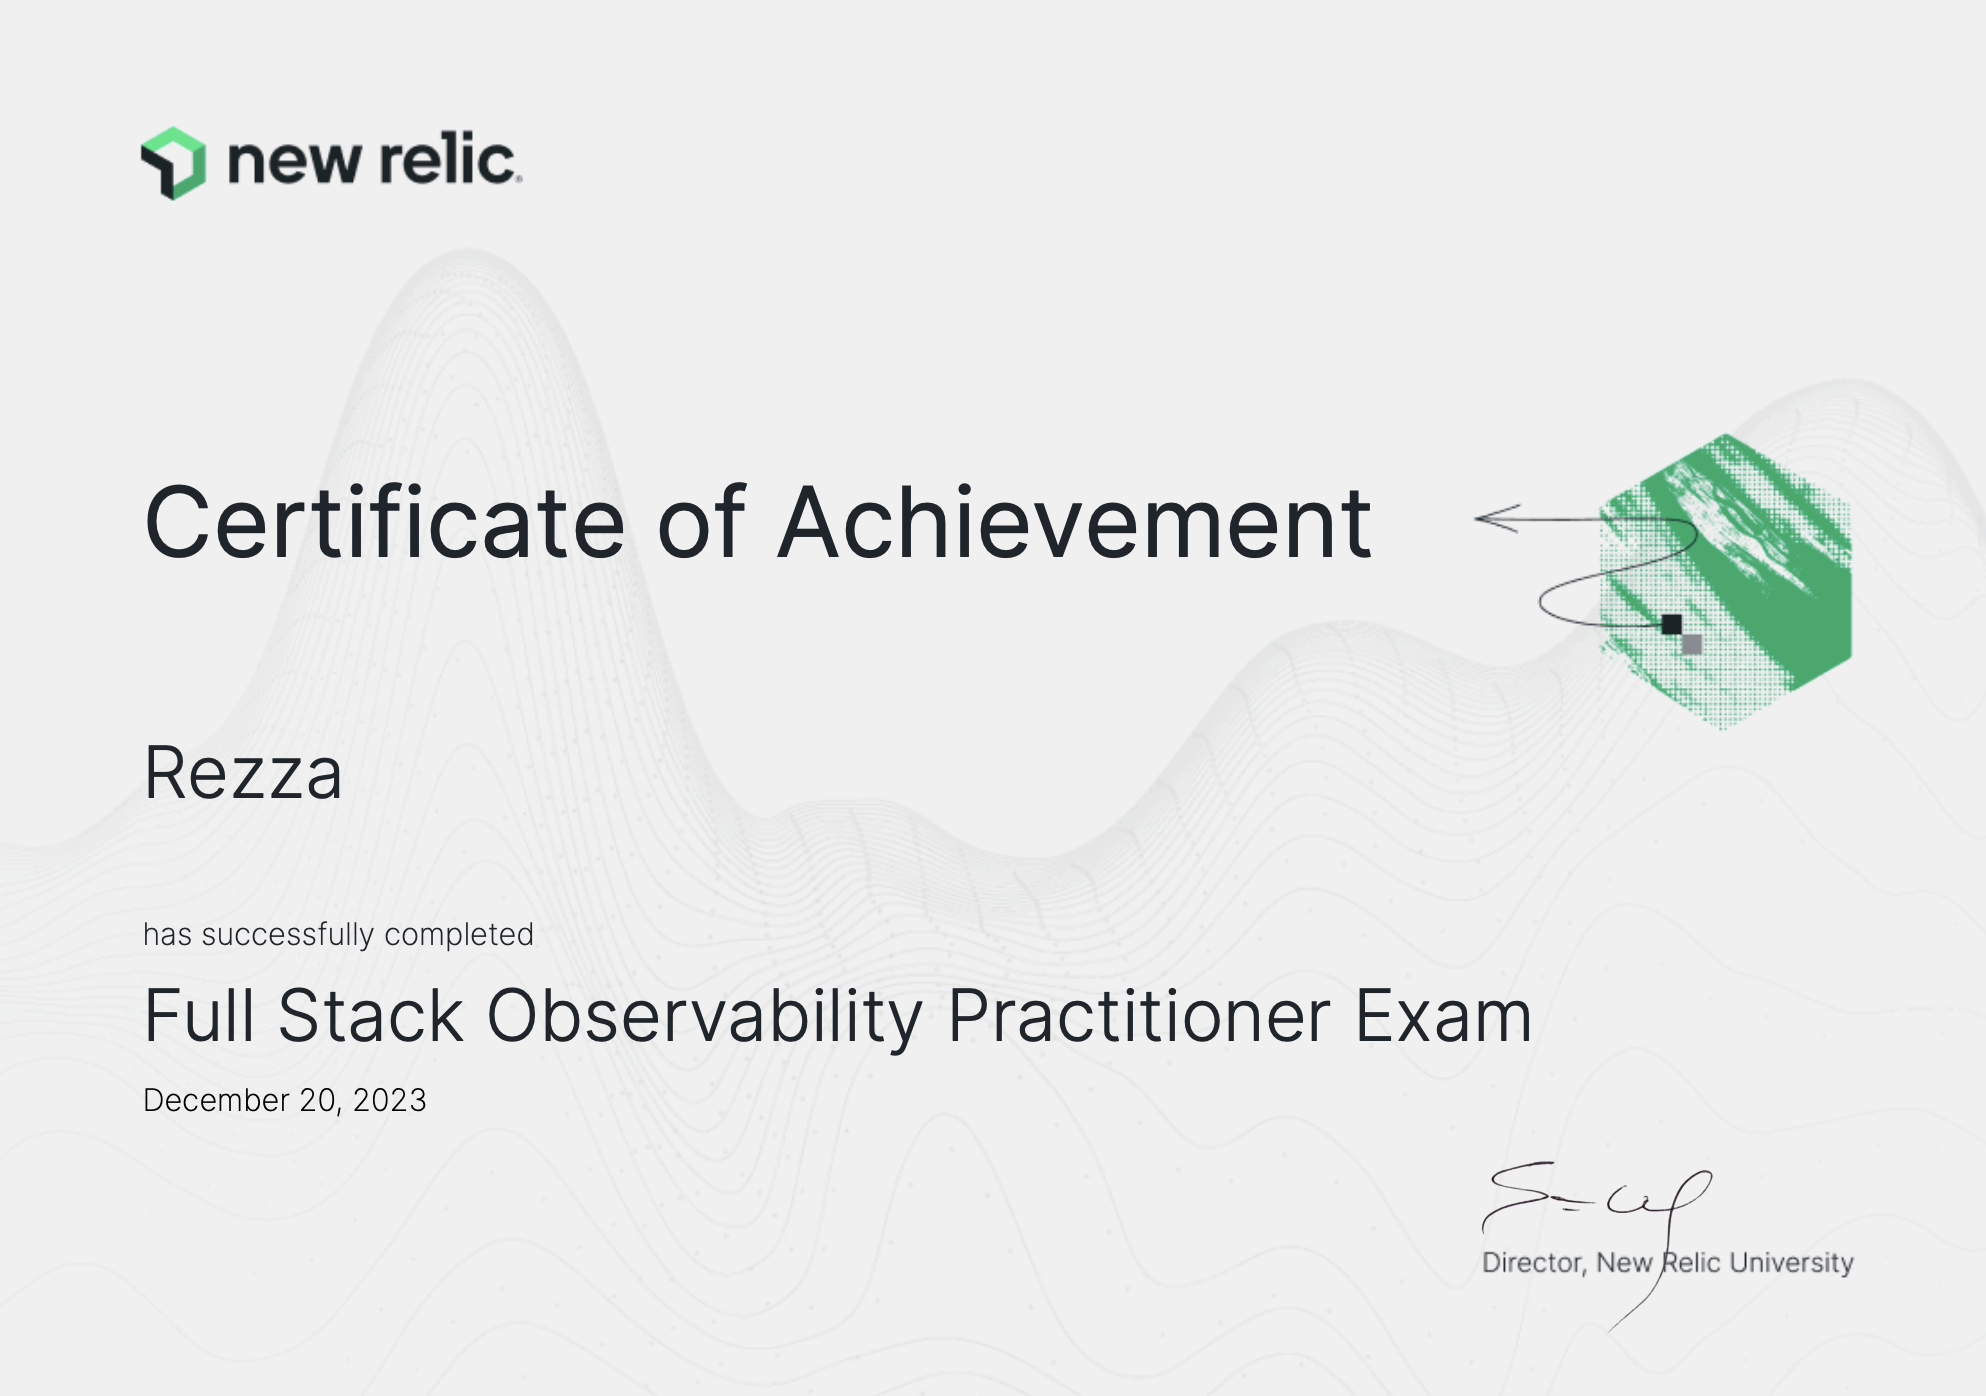 new relic®
Certificate of Achievement
Rezza
has successfully completed
Full Stack Observability Practitioner Exam
December 20, 2023
Director, New Relic University